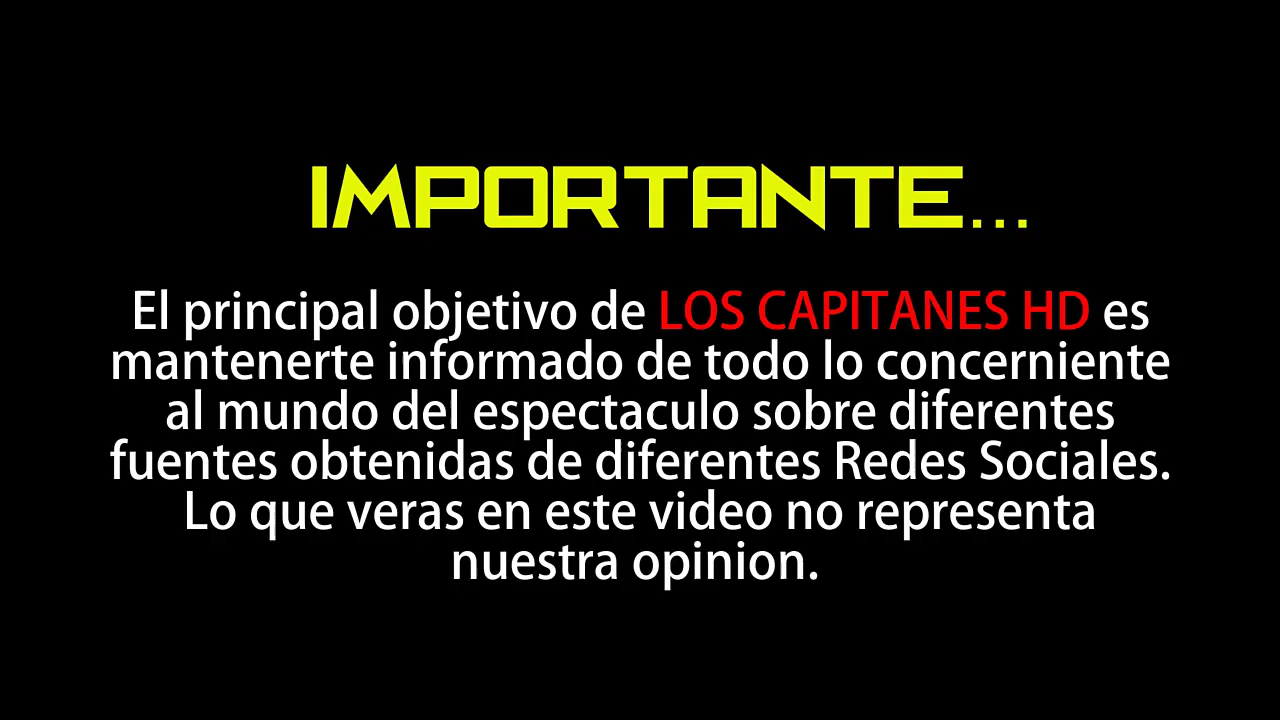 IMPORTANTE...
El principal objetivo de LOS CAPITANES HD es
mantenerte informado de todo lo concerniente
al mundo del espectaculo sobre diferentes
fuentes obtenidas de diferentes Redes Sociales.
Lo que veras en este video no representa
nuestra opinion.